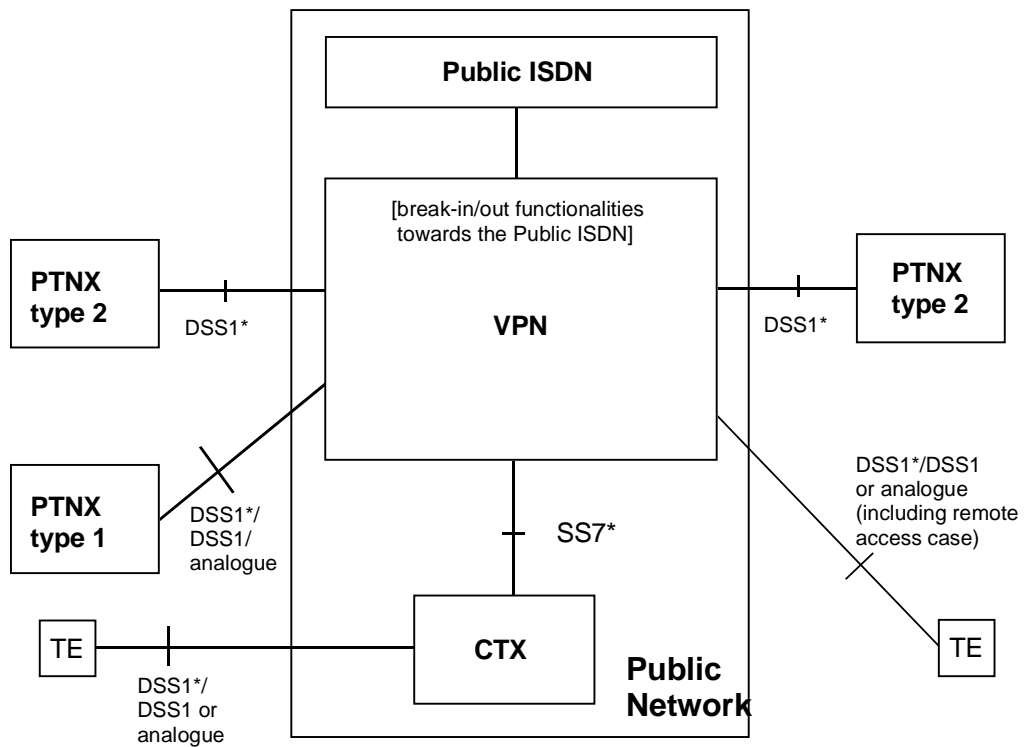 Public ISDN
[break-in/out functionalities
towards the Public ISDN]
VPN
PTNX
type 2
DSS1*
DSS1*
PTNX
type 2
PTNX
type 1
DSS1*/
DSS1/
analogue
SS7*
DSS1*/DSS1
or analogue
(including remote
access case)
TE
DSS1*/
DSS1 or
analogue
CTX
Public
Network
TE